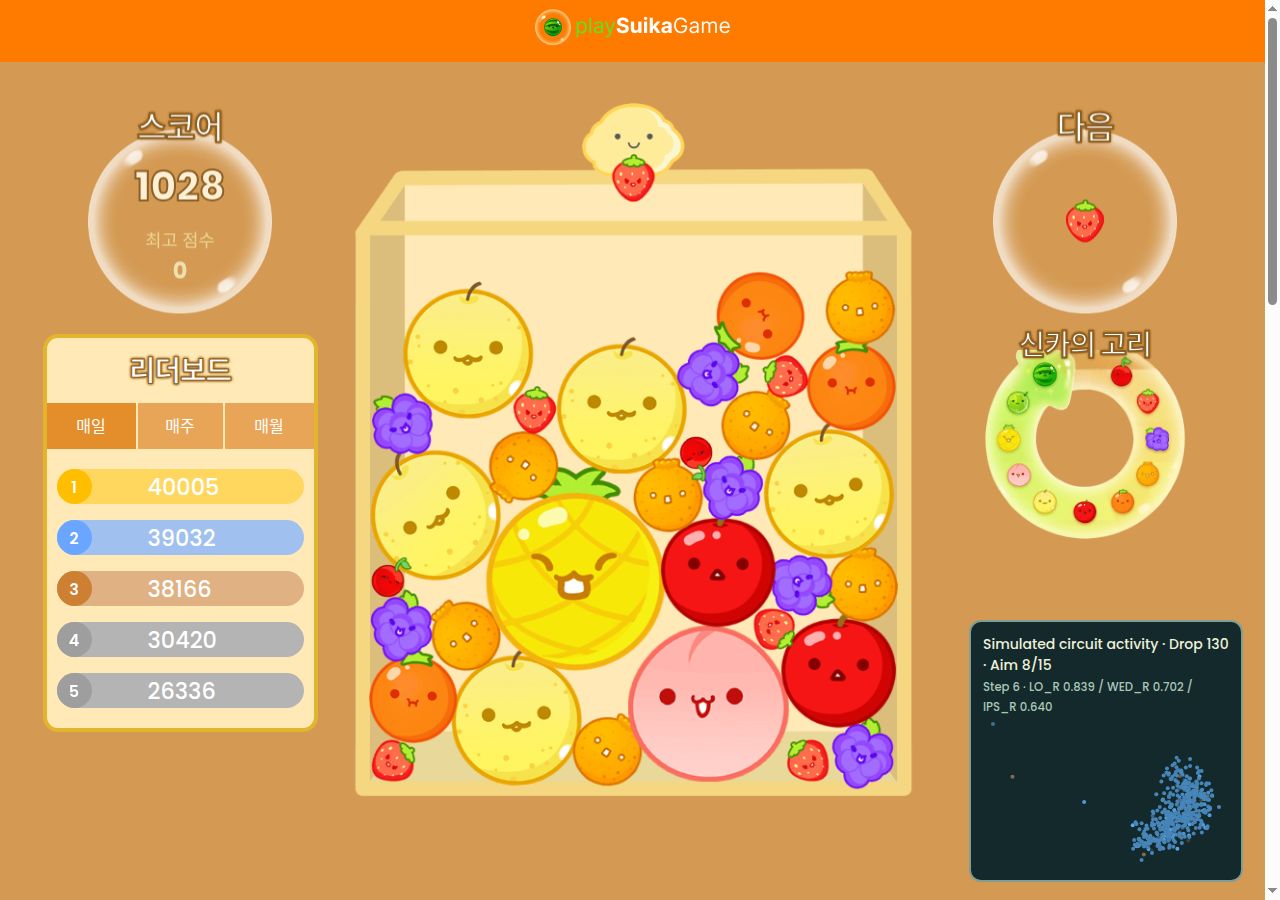 playSuikaGame
스코어
1028
최고 점수
0
리더보드
매일 매주 매월
1 40005
2 39032
3 38166
4 30420
5 26336
다음
신카의 고리
Simulated circuit activity · Drop 130
· Aim 8/15
Step 6 · LO_R 0.839 / WED_R 0.702 /
IPS_R 0.640